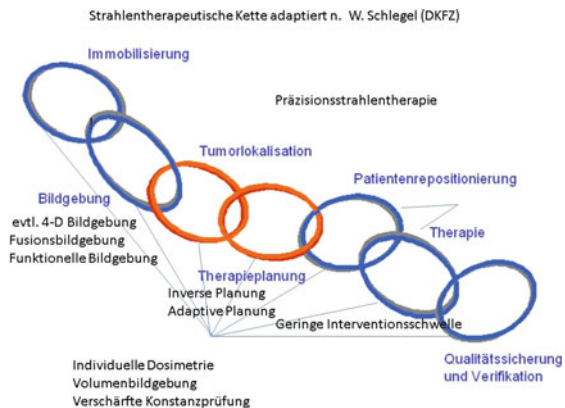 Strahlentherapeutische Kette adaptiert n. W. Schlegel (DKFZ)
Immobilisierung
Präzisionsstrahlentherapie
Tumorlokalisation
Patientenrepositionierung
Bildgebung
evtl. 4-D Bildgebung
Fusionsbildgebung
Funktionelle Bildgebung
Therapie
Therapieplanung
Inverse Planung
Adaptive Planung
Geringe Interventionsschwelle
Qualitätssicherung
und Verifikation
Individuelle Dosimetrie
Volumenbildgebung
Verschärfte Konstanzprüfung